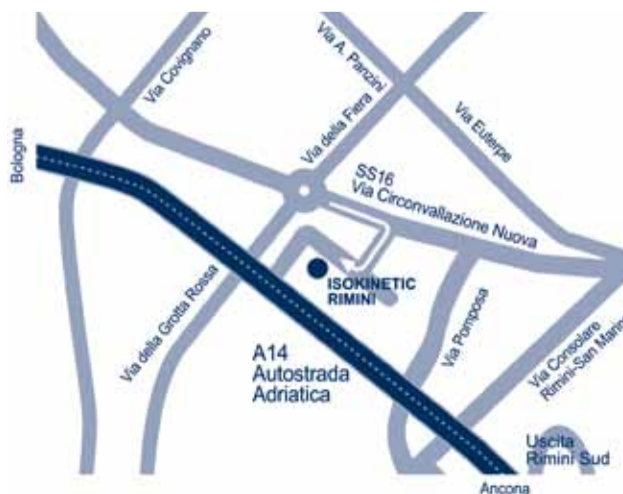 Via Covignano
Via A. Panzini
Via della Fiera
Via Euterpe
Bologna
SS16
Via Circonvallazione Nuova
ISOKINETIC
RIMINI
Via della Grotta Rossa
A14
Autostrada
Adriatica
Via Pomposa
Via Consolare
Rimini-San Marino
Uscita
Rimini Sud
Ancona